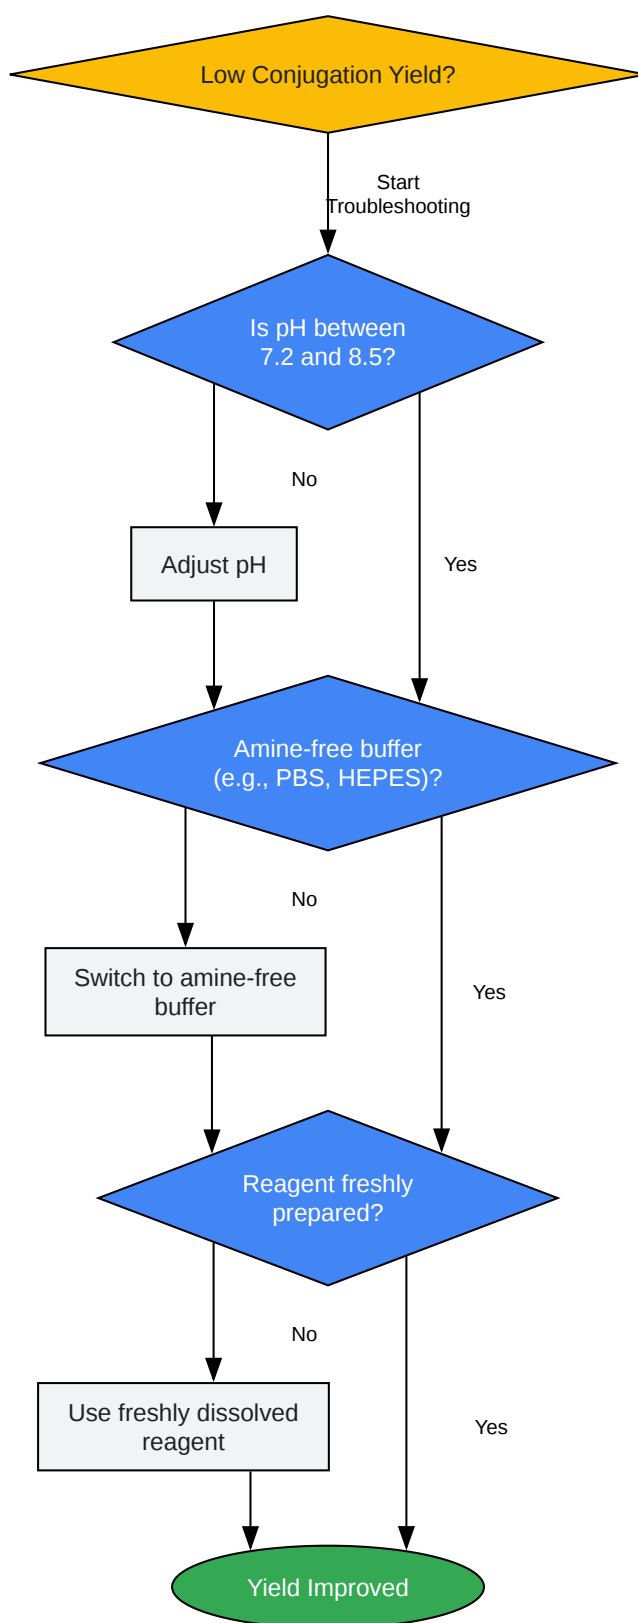 Low Conjugation Yield?
Start
Troubleshooting
Is pH between
7.2 and 8.5?
No
Adjust pH
Yes
Amine-free buffer
(e.g., PBS, HEPES)?
No
Switch to amine-free
buffer
Yes
Reagent freshly
prepared?
No
Use freshly dissolved
reagent
Yes
Yield Improved